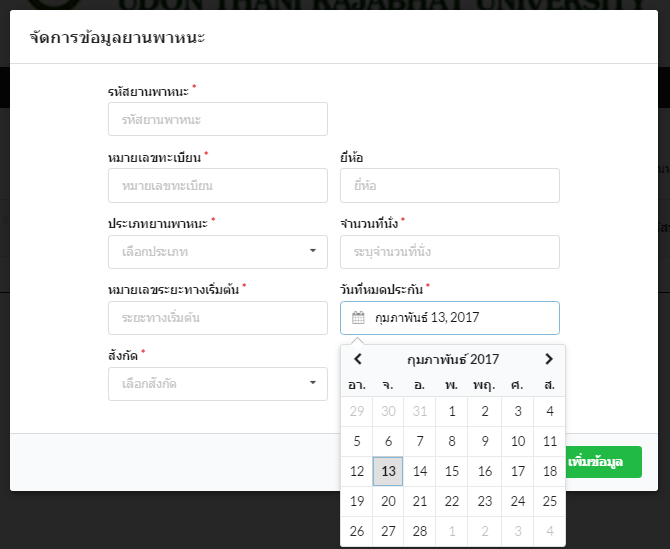 UDON THANI RAJABHAT UNIVERSITY
จัดการข้อมูลยานพาหนะ
รหัสยานพาหนะ *
รหัสยานพาหนะ
หมายเลขทะเบียน * ยี่ห้อ
หมายเลขทะเบียน ยี่ห้อ
ประเภทยานพาหนะ * จำนวนที่นั่ง *
เลือกประเภท ระบุจำนวนที่นั่ง
หมายเลขระยะทางเริ่มต้น * วันที่หมดประกัน *
ระยะทางเริ่มต้น กุมภาพันธ์ 13, 2017
สังกัด *
เลือกสังกัด
กุมภาพันธ์ 2017
อา. จ. อ. พ. พฤ. ศ. ส.
29 30 31 1 2 3 4
5 6 7 8 9 10 11
12 13 14 15 16 17 18
19 20 21 22 23 24 25
26 27 28 1 2 3 4
เพิ่มข้อมูล